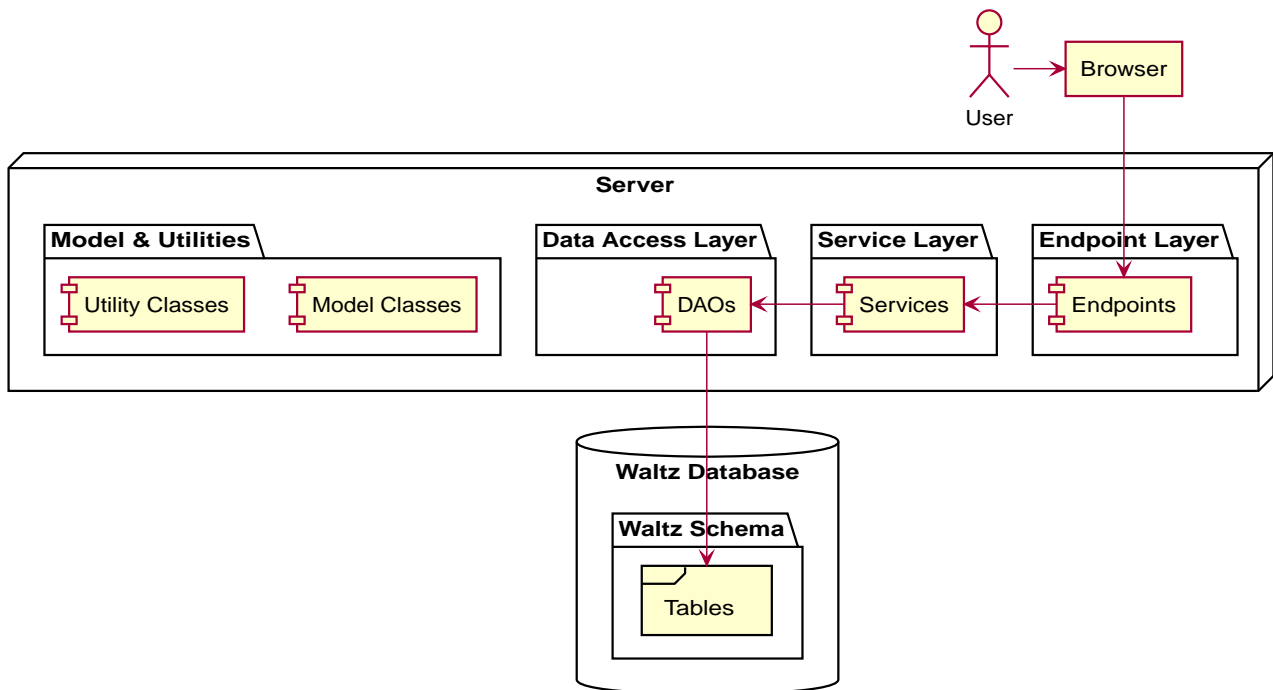 Browser
User
Server
Model & Utilities
Data Access Layer
Service Layer
Endpoint Layer
Utility Classes
Model Classes
DAOs
Services
Endpoints
Waltz Database
Waltz Schema
Tables